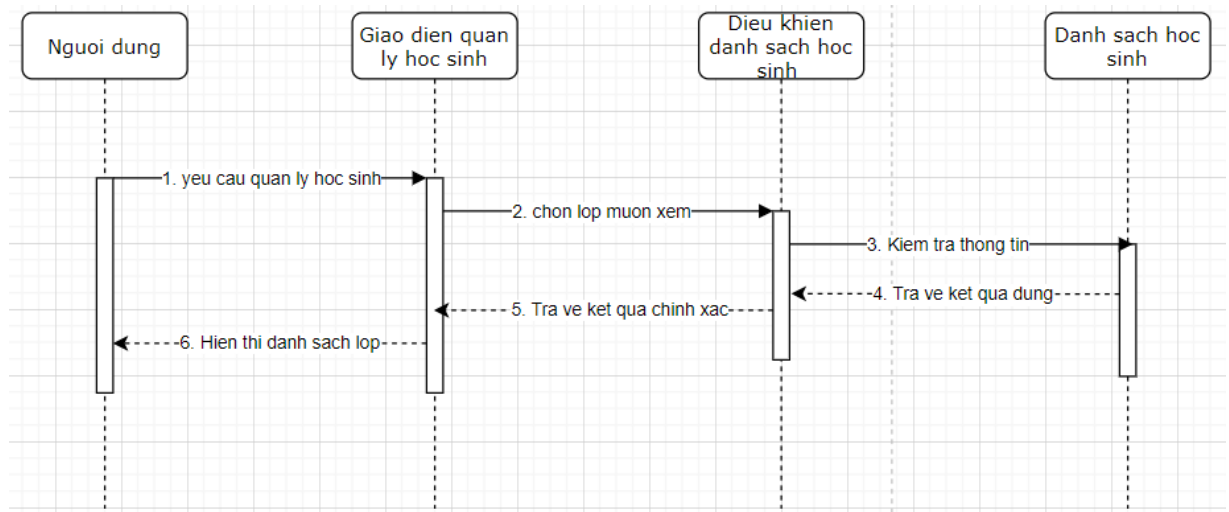 Nguoi dung
Giao dien quan
ly hoc sinh
Dieu khien
danh sach hoc
sinh
Danh sach hoc
sinh
1. yeu cau quan ly hoc sinh
2. chon lop muon xem
3. Kiem tra thong tin
4. Tra ve ket qua dung
5. Tra ve ket qua chinh xac
6. Hien thi danh sach lop